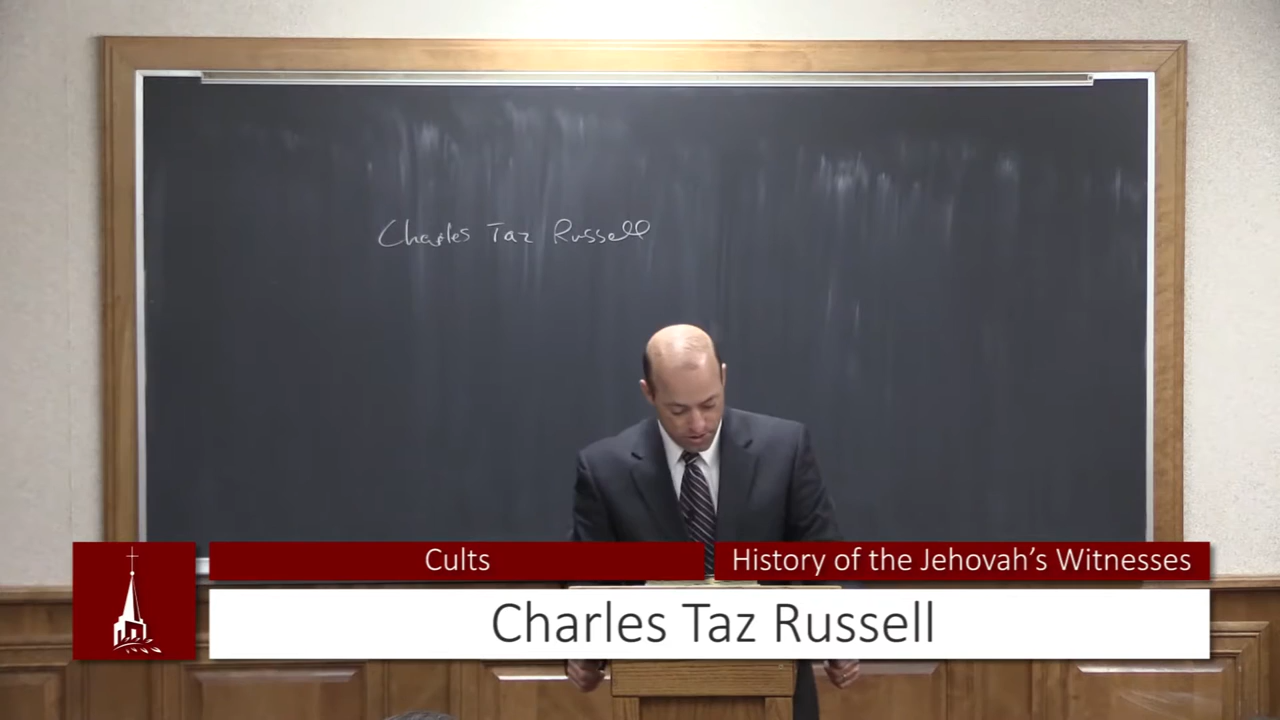 Charles Taz Russell
Cults
History of the Jehovah's Witnesses
Charles Taz Russell